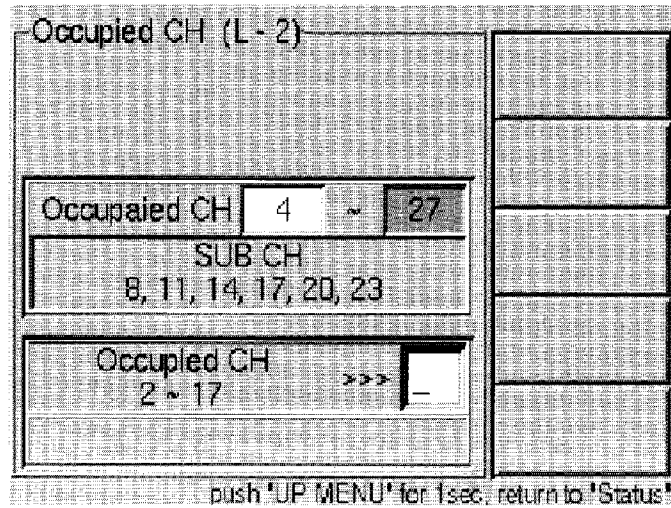 Occupied CH (L - 2)
Occupaied CH 4 ~ 27
SUB CH
8, 11, 14, 17, 20, 23
Occupied CH
2 ~ 17 >>> _
push "UP MENU" for 1sec, return to "Status"